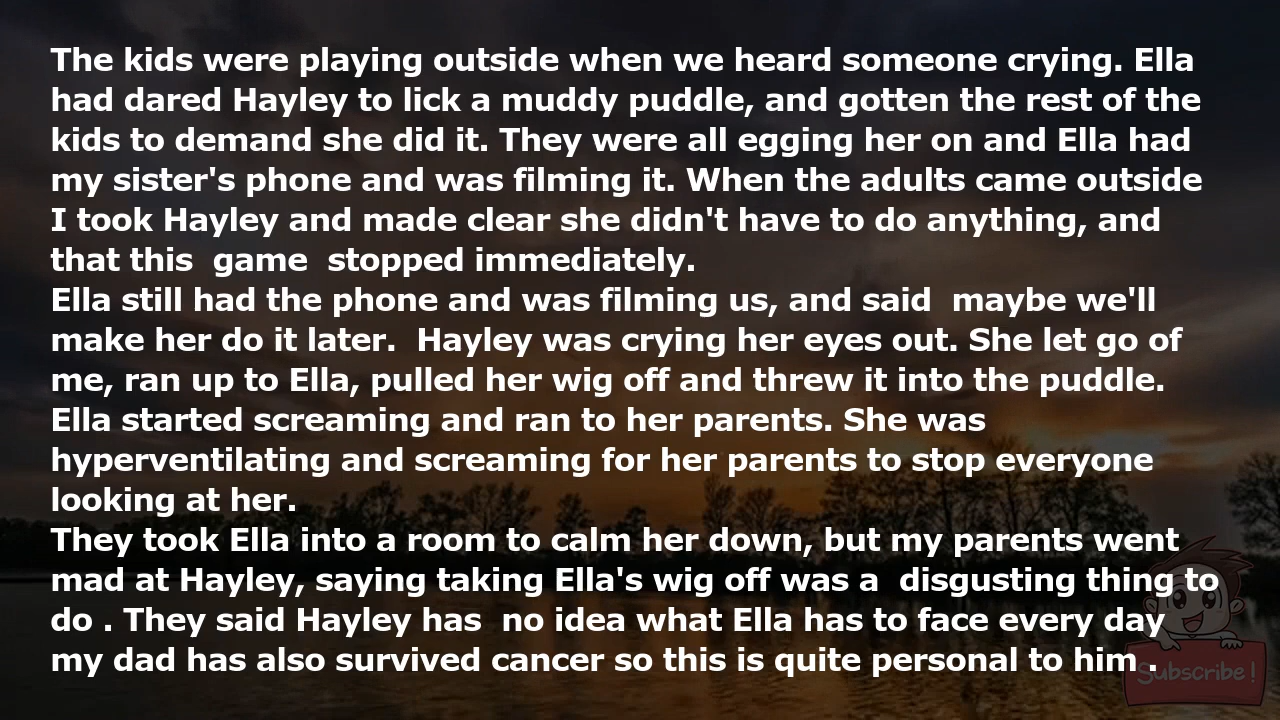 The kids were playing outside when we heard someone crying. Ella
had dared Hayley to lick a muddy puddle, and gotten the rest of the
kids to demand she did it. They were all egging her on and Ella had
my sister's phone and was filming it. When the adults came outside
I took Hayley and made clear she didn't have to do anything, and
that this  game  stopped immediately.
Ella still had the phone and was filming us, and said  maybe we'll
make her do it later.  Hayley was crying her eyes out. She let go of
me, ran up to Ella, pulled her wig off and threw it into the puddle.
Ella started screaming and ran to her parents. She was
hyperventilating and screaming for her parents to stop everyone
looking at her.
They took Ella into a room to calm her down, but my parents went
mad at Hayley, saying taking Ella's wig off was a  disgusting thing to
do . They said Hayley has  no idea what Ella has to face every day
my dad has also survived cancer so this is quite personal to him .
Subscribe!